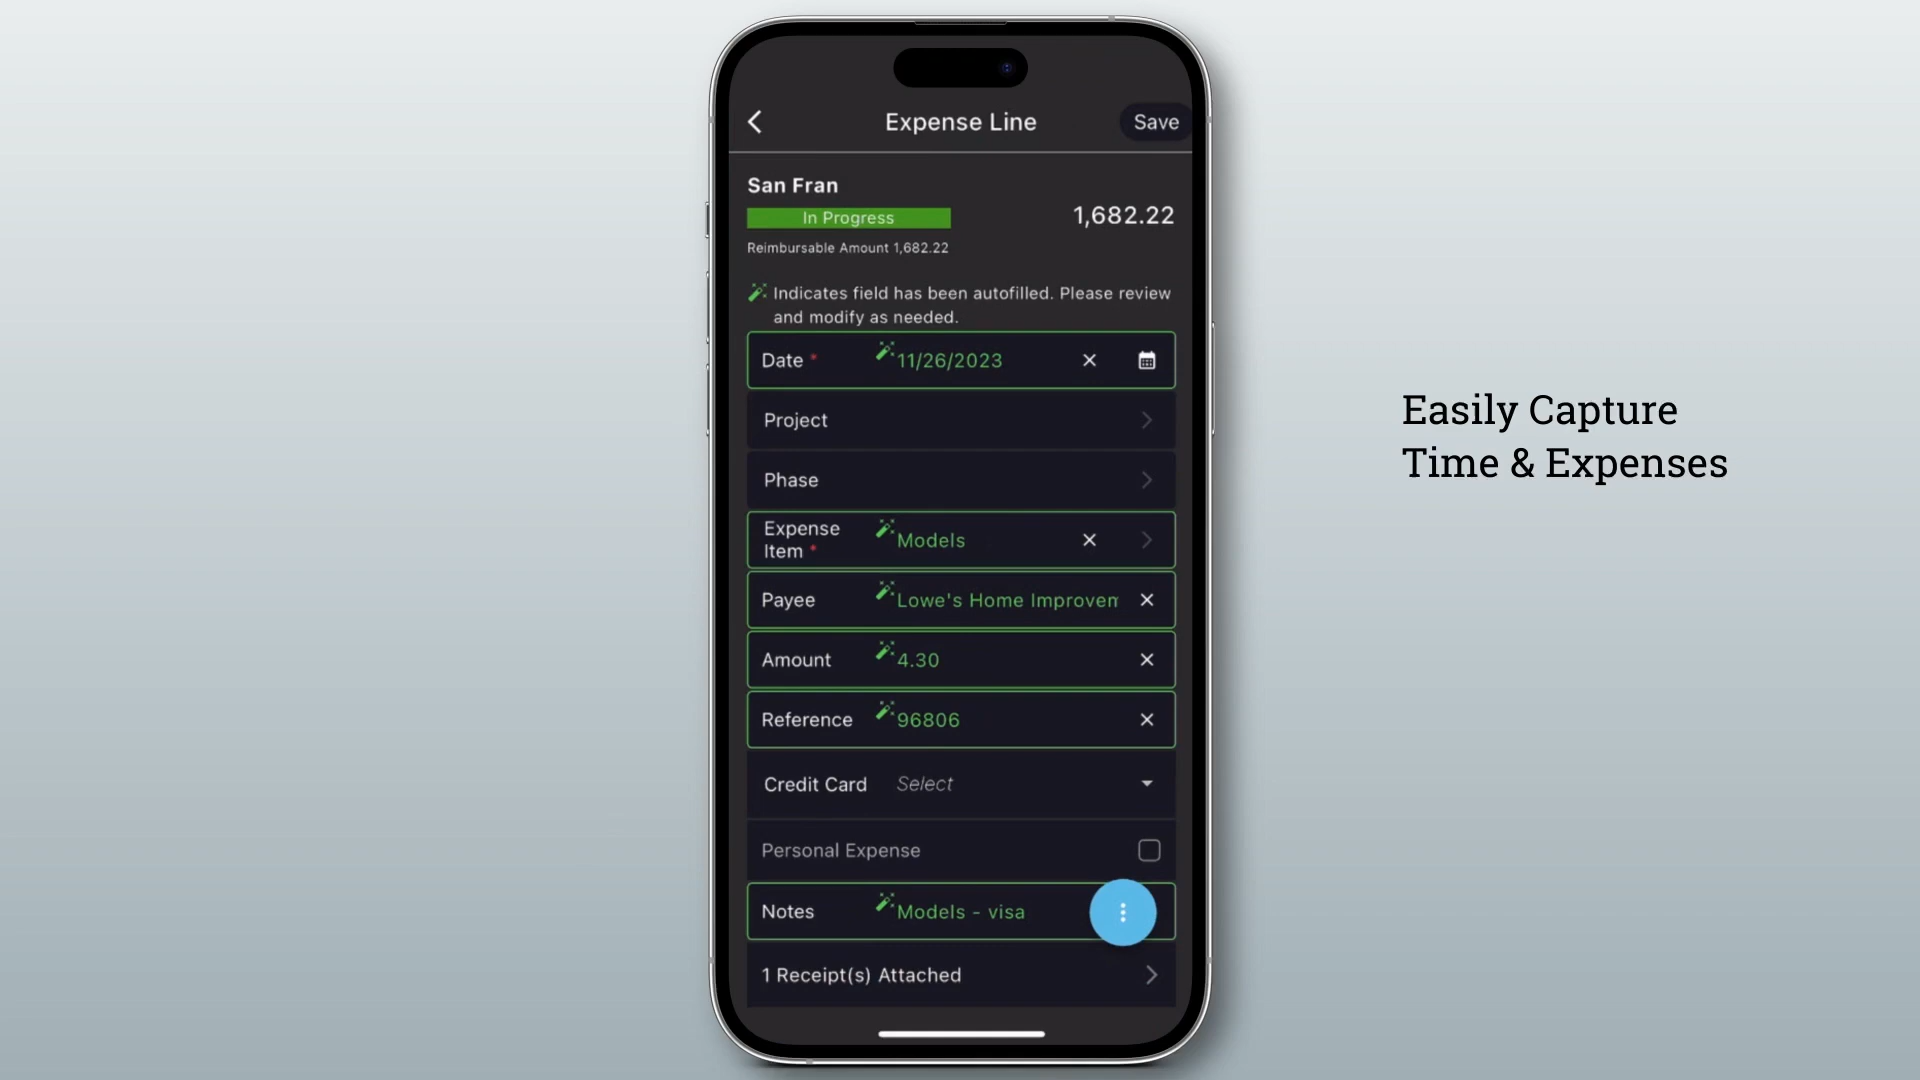 Expense Line
Save
San Fran
In Progress
1,682.22
Reimbursable Amount 1,682.22
Indicates field has been autofilled. Please review
and modify as needed.
Date * 11/26/2023
Project
Phase
Expense
Item * Models
Payee Lowe's Home Improvem
Amount 4.30
Reference 96806
Credit Card Select
Personal Expense
Notes Models - visa
1 Receipt(s) Attached
Easily Capture
Time & Expenses